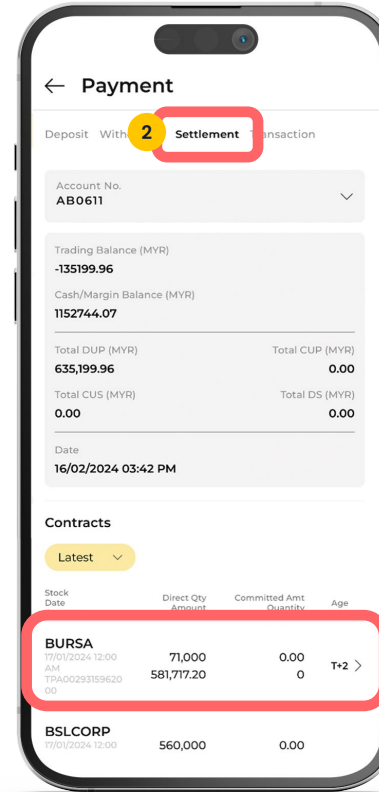 ← Payment
Deposit With 2 Settlement nsaction
Account No.
AB0611
Trading Balance (MYR)
-135199.96
Cash/Margin Balance (MYR)
1152744.07
Total DUP (MYR) Total CUP (MYR)
635,199.96 0.00
Total CUS (MYR) Total DS (MYR)
0.00 0.00
Date
16/02/2024 03:42 PM
Contracts
Latest
Stock Direct Qty Committed Amt Age
Date Amount Quantity
BURSA
17/01/2024 12:00 71,000 0.00 T+2 >
AM 581,717.20 0
TPA00293159620
00
BSLCORP
17/01/2024 12:00 560,000 0.00